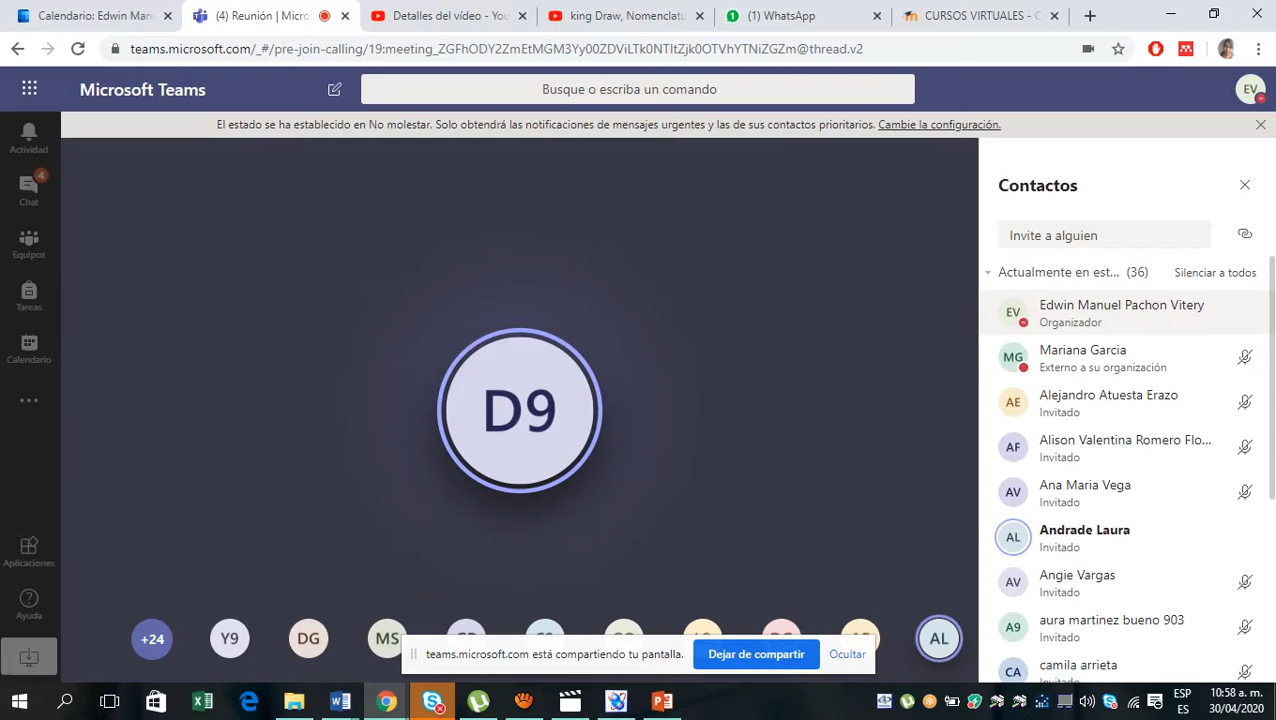 Calendario: Edwin Man
(4) Reunión | Micro
Detalles del vídeo - Yo
king Draw, Nomenclatu
(1) WhatsApp
CURSOS VIRTUALES - C
teams.microsoft.com/_#/pre-join-calling/19:meeting_ZGFhODY2ZmEtMGM3Yy00ZDViLTk0NTItZjk0OTVhYTNiZGZm@thread.v2
Microsoft Teams
Busque o escriba un comando
EV
El estado se ha establecido en No molestar. Solo obtendrá las notificaciones de mensajes urgentes y las de sus contactos prioritarios. Cambie la configuración.
Actividad
4
Chat
Equipos
Tareas
Calendario
Aplicaciones
Ayuda
D9
Contactos
Invite a alguien
Actualmente en est... (36)
Silenciar a todos
EV
Edwin Manuel Pachon Vitery
Organizador
MG
Mariana Garcia
Externo a su organización
AE
Alejandro Atuesta Erazo
Invitado
AF
Alison Valentina Romero Flo...
Invitado
AV
Ana Maria Vega
Invitado
AL
Andrade Laura
Invitado
AV
Angie Vargas
Invitado
A9
aura martinez bueno 903
Invitado
CA
camila arrieta
+24
Y9
DG
MS
AL
teams.microsoft.com está compartiendo tu pantalla.
Dejar de compartir
Ocultar
ESP
ES
10:58 a. m.
30/04/2020